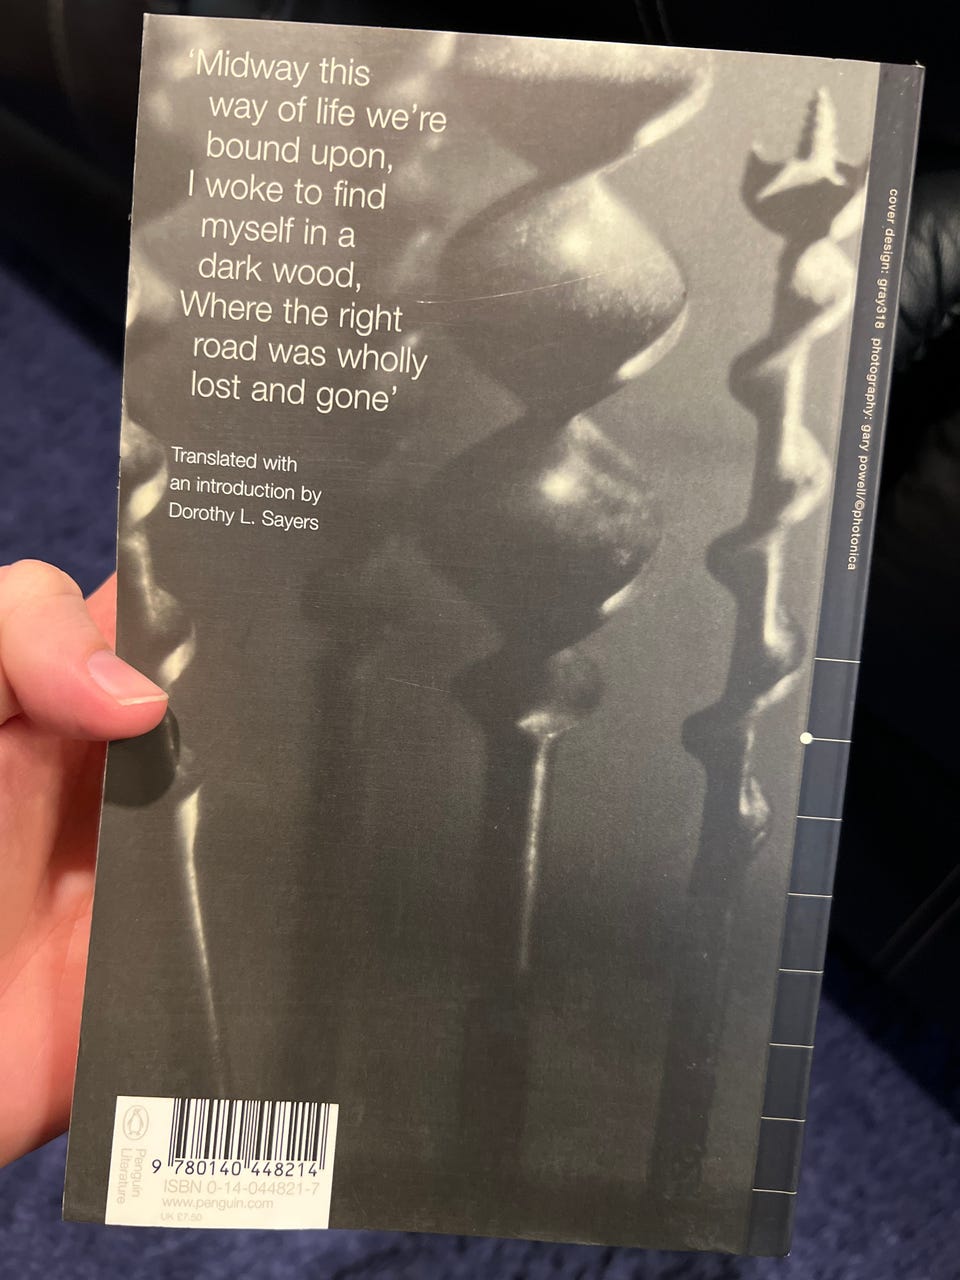 ‘Midway this
way of life we’re
bound upon,
I woke to find
myself in a
dark wood,
Where the right
road was wholly
lost and gone’
Translated with
an introduction by
Dorothy L. Sayers
cover design: gray318 photography: gary powell/©photonica
Penguin
Literature
9 780140 448214
ISBN 0-14-044821-7
www.penguin.com
UK £7.50